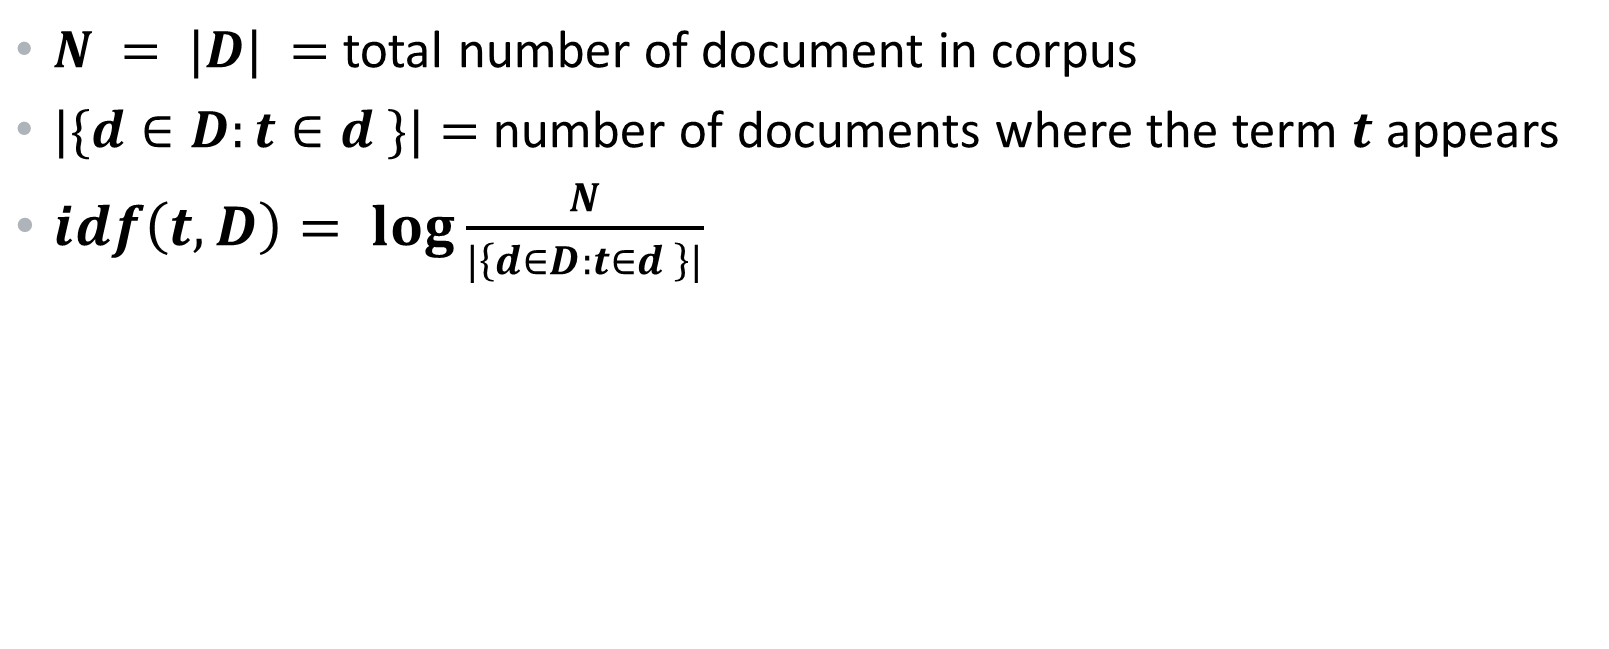 • N = |D| = total number of document in corpus
• |{d ∈ D: t ∈ d }| = number of documents where the term t appears
• idf(t, D) = log N / |{d∈D:t∈d }|